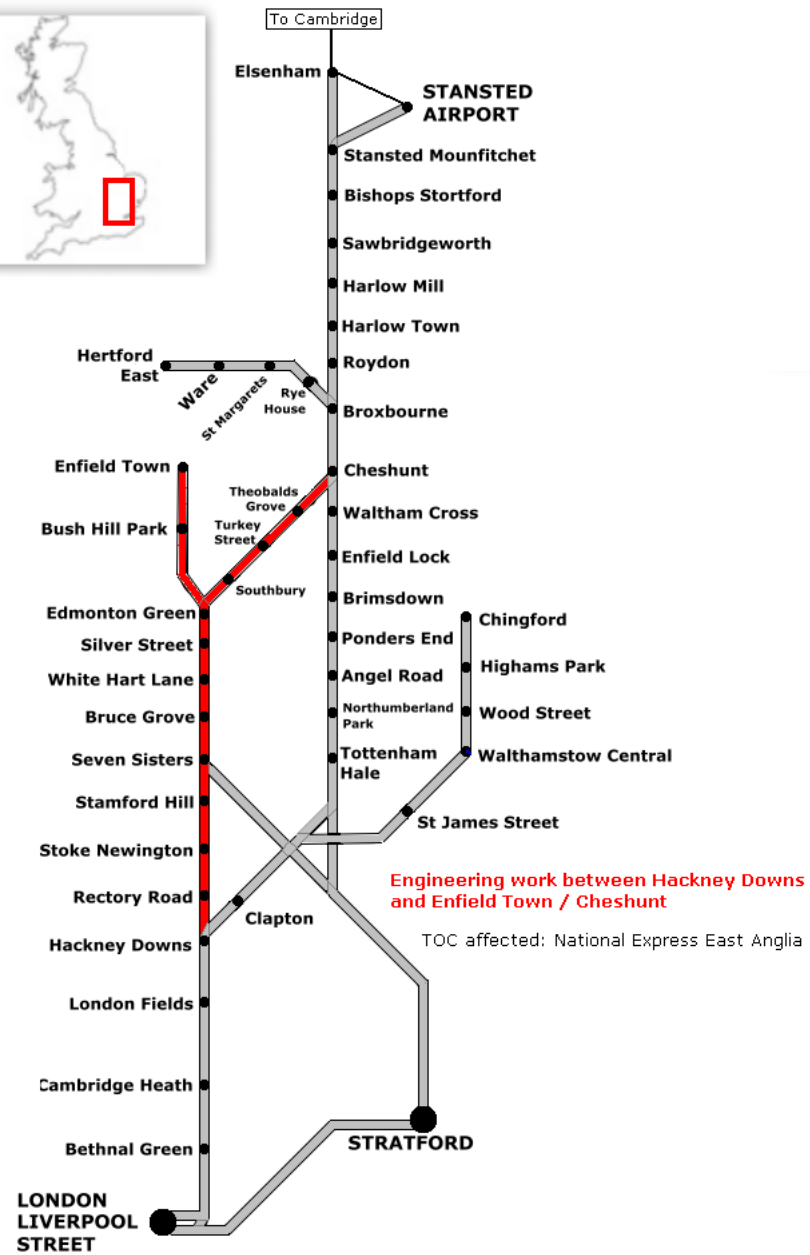 To Cambridge
Elsenham
STANSTED
AIRPORT
Stansted Mounfitchet
Bishops Stortford
Sawbridgeworth
Harlow Mill
Harlow Town
Hertford
East
Ware
St Margarets
Rye
House
Roydon
Broxbourne
Enfield Town
Cheshunt
Theobalds
Grove
Waltham Cross
Bush Hill Park
Turkey
Street
Enfield Lock
Southbury
Brimsdown
Edmonton Green
Chingford
Silver Street
Ponders End
White Hart Lane
Angel Road
Highams Park
Bruce Grove
Northumberland
Park
Wood Street
Seven Sisters
Tottenham
Hale
Walthamstow Central
Stamford Hill
St James Street
Stoke Newington
Rectory Road
Clapton
Engineering work between Hackney Downs
and Enfield Town / Cheshunt
Hackney Downs
TOC affected: National Express East Anglia
London Fields
Cambridge Heath
STRATFORD
Bethnal Green
LONDON
LIVERPOOL
STREET